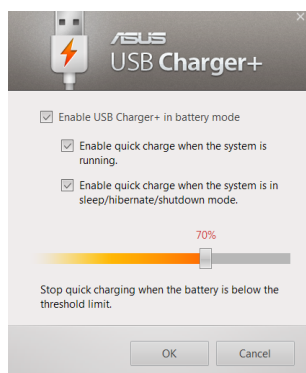 ASUS
USB Charger+
Enable USB Charger+ in battery mode
Enable quick charge when the system is
running.
Enable quick charge when the system is in
sleep/hibernate/shutdown mode.
70%
Stop quick charging when the battery is below the
threshold limit.
OK Cancel